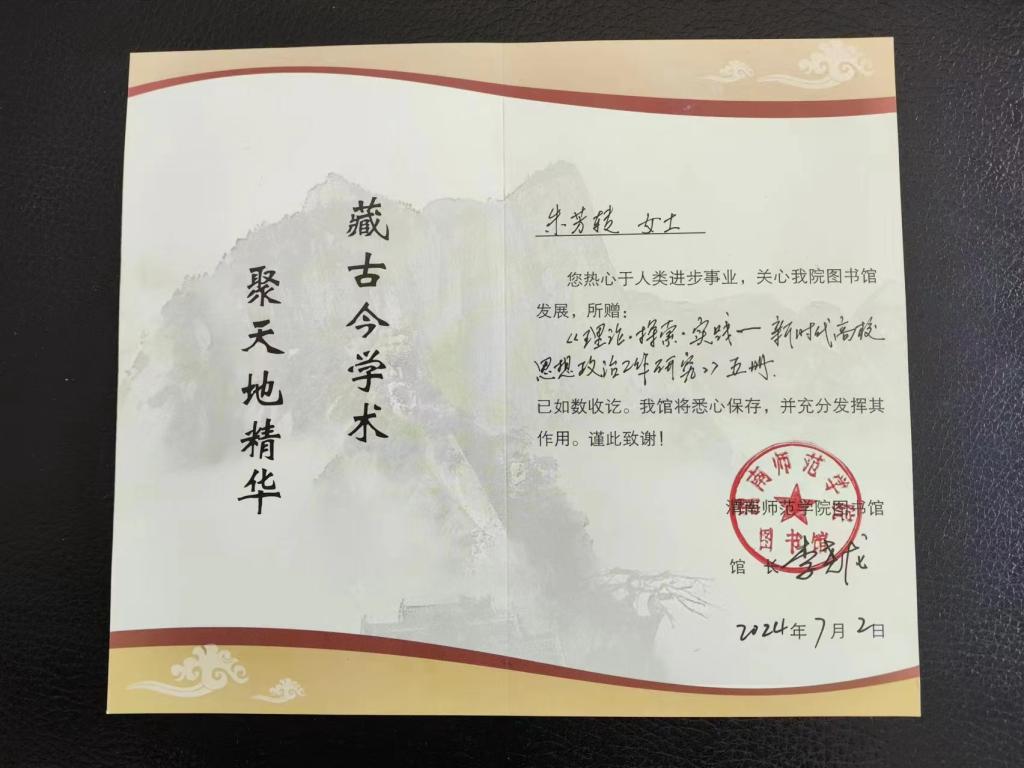 藏古今学术
聚天地精华
朱芳转 女士
您热心于人类进步事业，关心我院图书馆
发展，所赠：
《理论·探索·实践一新时代高校
思想政治工作研究》五册
已如数收讫。我馆将悉心保存，并充分发挥其
作用。谨此致谢！
渭南师范学院图书馆
渭南师范学院
图书馆
馆 长
2024年7月2日